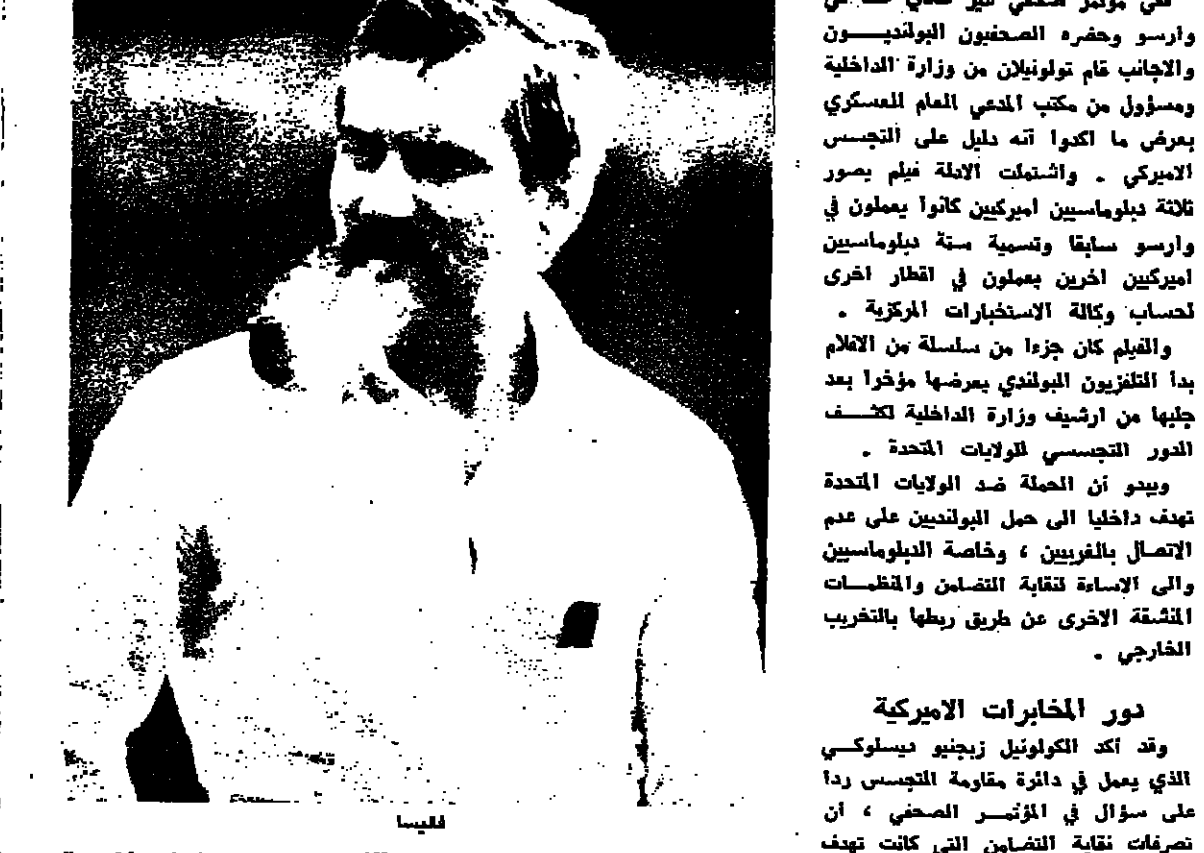 وارسو وحضره الصحفيون البولنديـــون
والاجانب قام كولونيلان من وزارة الداخلية
ومسؤول من مكتب المدعي العام العسكري
بعرض ما اكدوا انه دليل على التجسس
الاميركي . واشتملت الادلة فيلم يصور
ثلاثة دبلوماسيين اميركيين كانوا يعملون في
وارسو سابقا وتسمية ستة دبلوماسيين
اميركيين اخرين يعملون في اقطار اخرى
لحساب وكالة الاستخبارات المركزية .
والفيلم كان جزءا من سلسلة من الافلام
بدأ التلفزيون البولندي يعرضها مؤخرا بعد
جلبها من ارشيف وزارة الداخلية لكشـــف
الدور التجسسي للولايات المتحدة .
ويبدو أن الحملة ضد الولايات المتحدة
تهدف داخليا الى حمل البولنديين على عدم
الاتصال بالغربيين ، وخاصة الدبلوماسيين
والى الاساءة لنقابة التضامن والمنظمـــات
المنشقة الاخرى عن طريق ربطها بالتخريب
الخارجي .
دور المخابرات الاميركية
وقد أكد الكولونيل زيجنيو ديسلوكـــي
الذي يعمل في دائرة مقاومة التجسس ردا
على سؤال في المؤتمـــر الصحفي ، أن
تصرفات نقابة التضامن التي كانت تهدف
فليسا